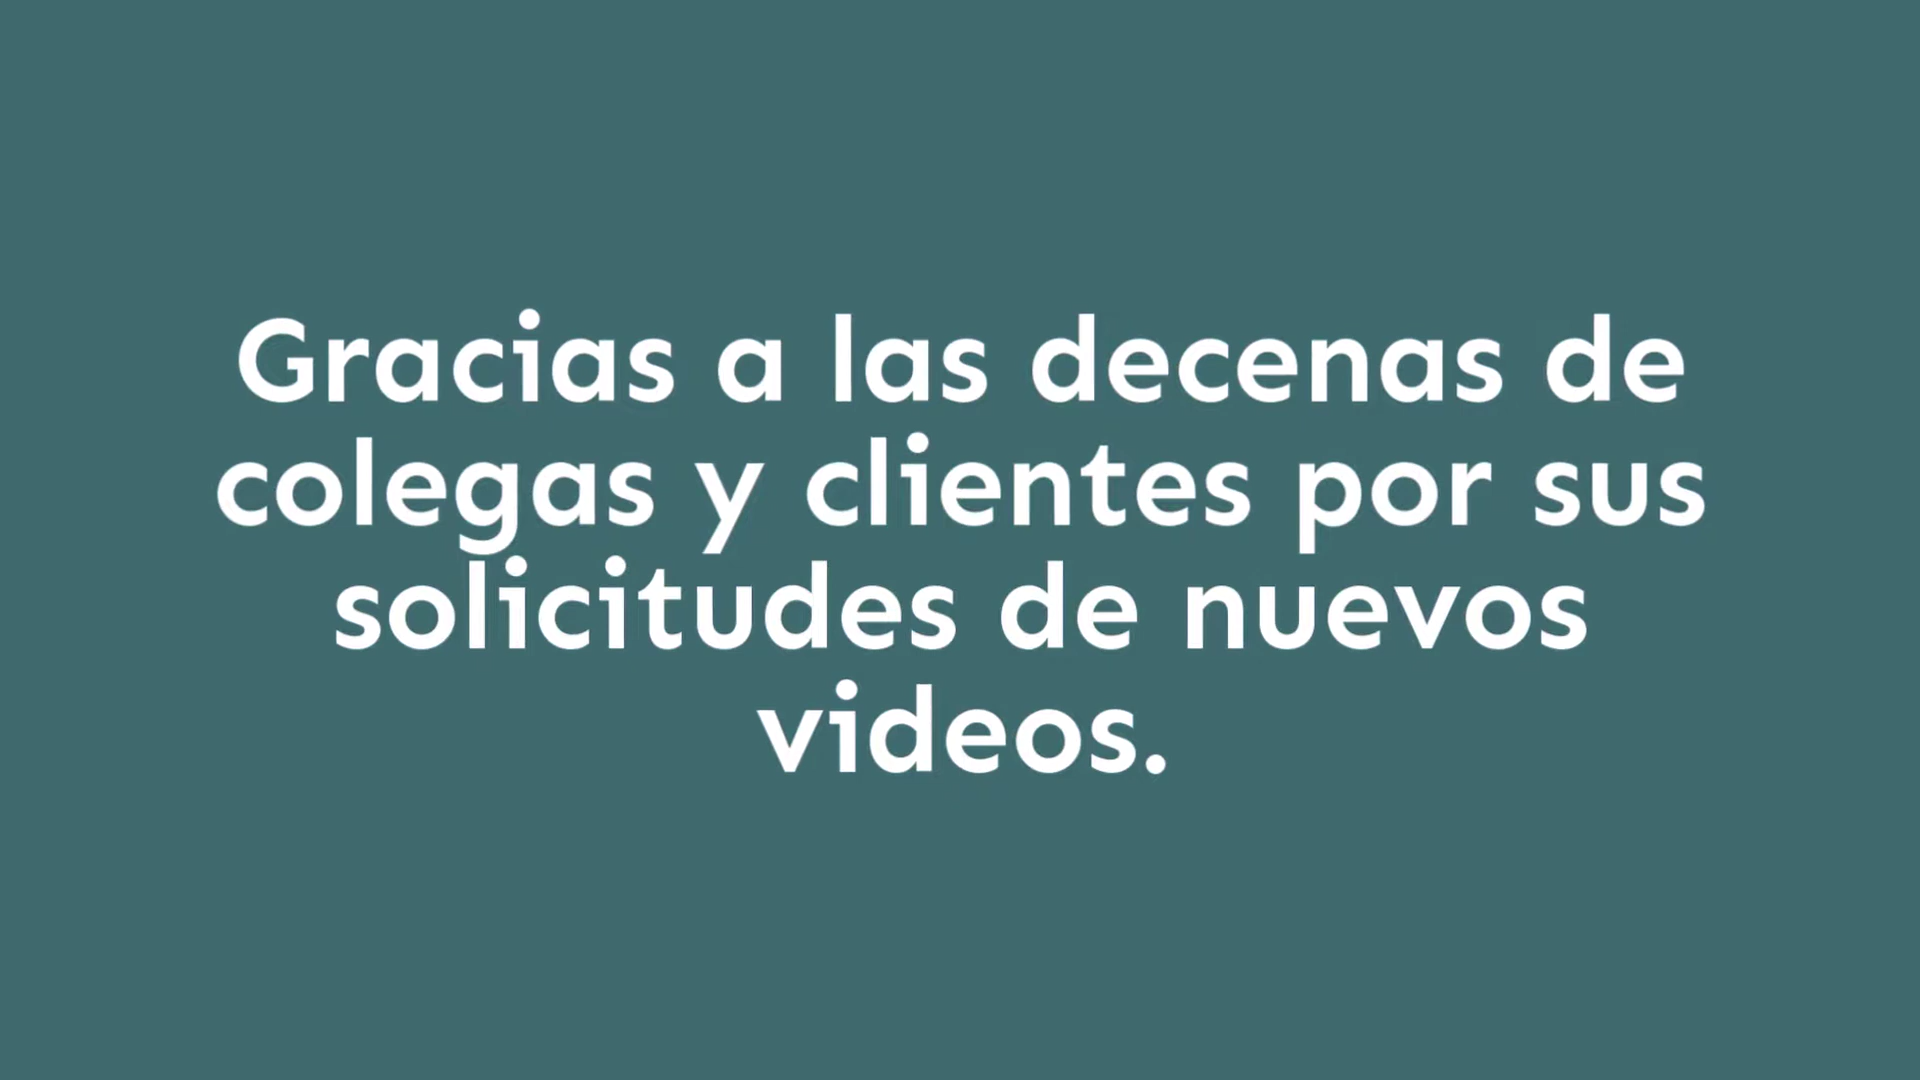 Gracias a las decenas de
colegas y clientes por sus
solicitudes de nuevos
videos.